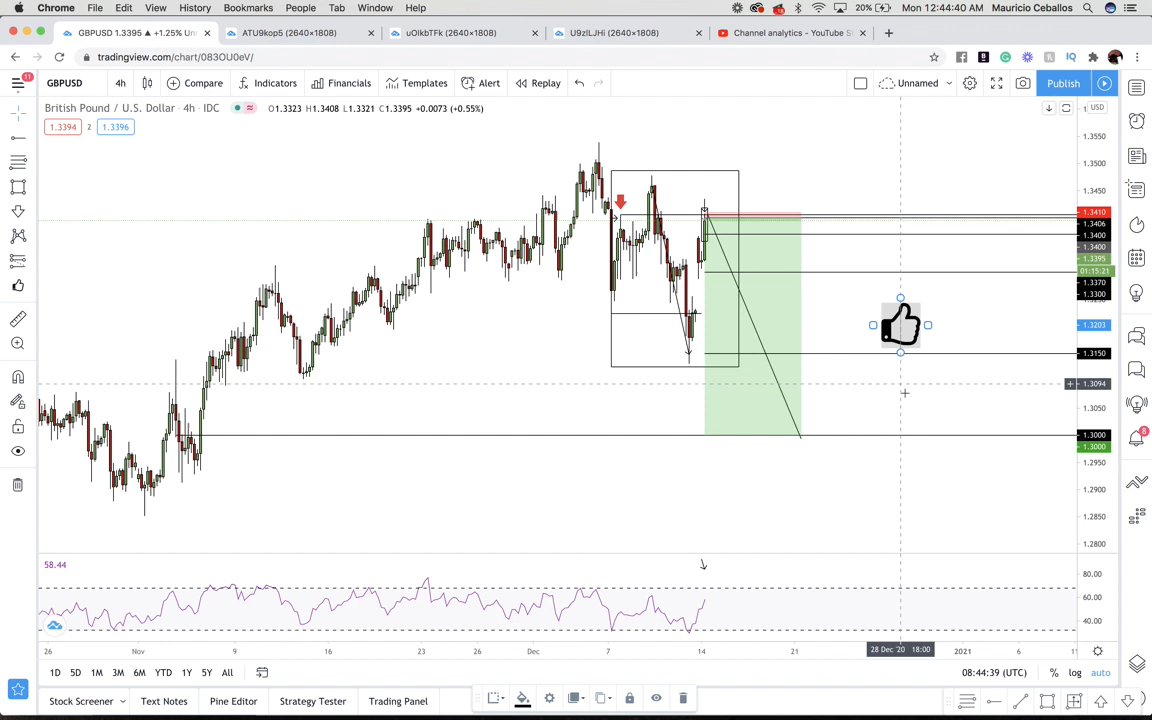 Chrome File Edit View History Bookmarks People Tab Window Help 20% Mon 12:44:40 AM Mauricio Ceballos
GBPUSD 1.3395 ▲ +1.25% Un ATU9kop5 (2640×1808) uOIkbTFk (2640×1808) U9zILJHi (2640×1808) Channel analytics - YouTube S
tradingview.com/chart/083OU0eV/
11 GBPUSD 4h Compare Indicators Financials Templates Alert Replay Unnamed Publish
British Pound / U.S. Dollar · 4h · IDC O1.3323 H1.3408 L1.3321 C1.3395 +0.0073 (+0.55%) USD
1.3394 2 1.3396
1.3550
1.3500
1.3450
1.3410
1.3406
1.3400
1.3400
1.3395
01:15:21
1.3370
1.3300
1.3203
1.3150
1.3094
1.3050
1.3000
1.3000
1.2950
1.2900
1.2850
1.2800
8
58.44
80.00
60.00
40.00
26 Nov 9 16 23 26 Dec 7 14 21 28 Dec '20 18:00 2021 6 11
1D 5D 1M 3M 6M YTD 1Y 5Y All 08:44:39 (UTC) % log auto
Stock Screener Text Notes Pine Editor Strategy Tester Trading Panel